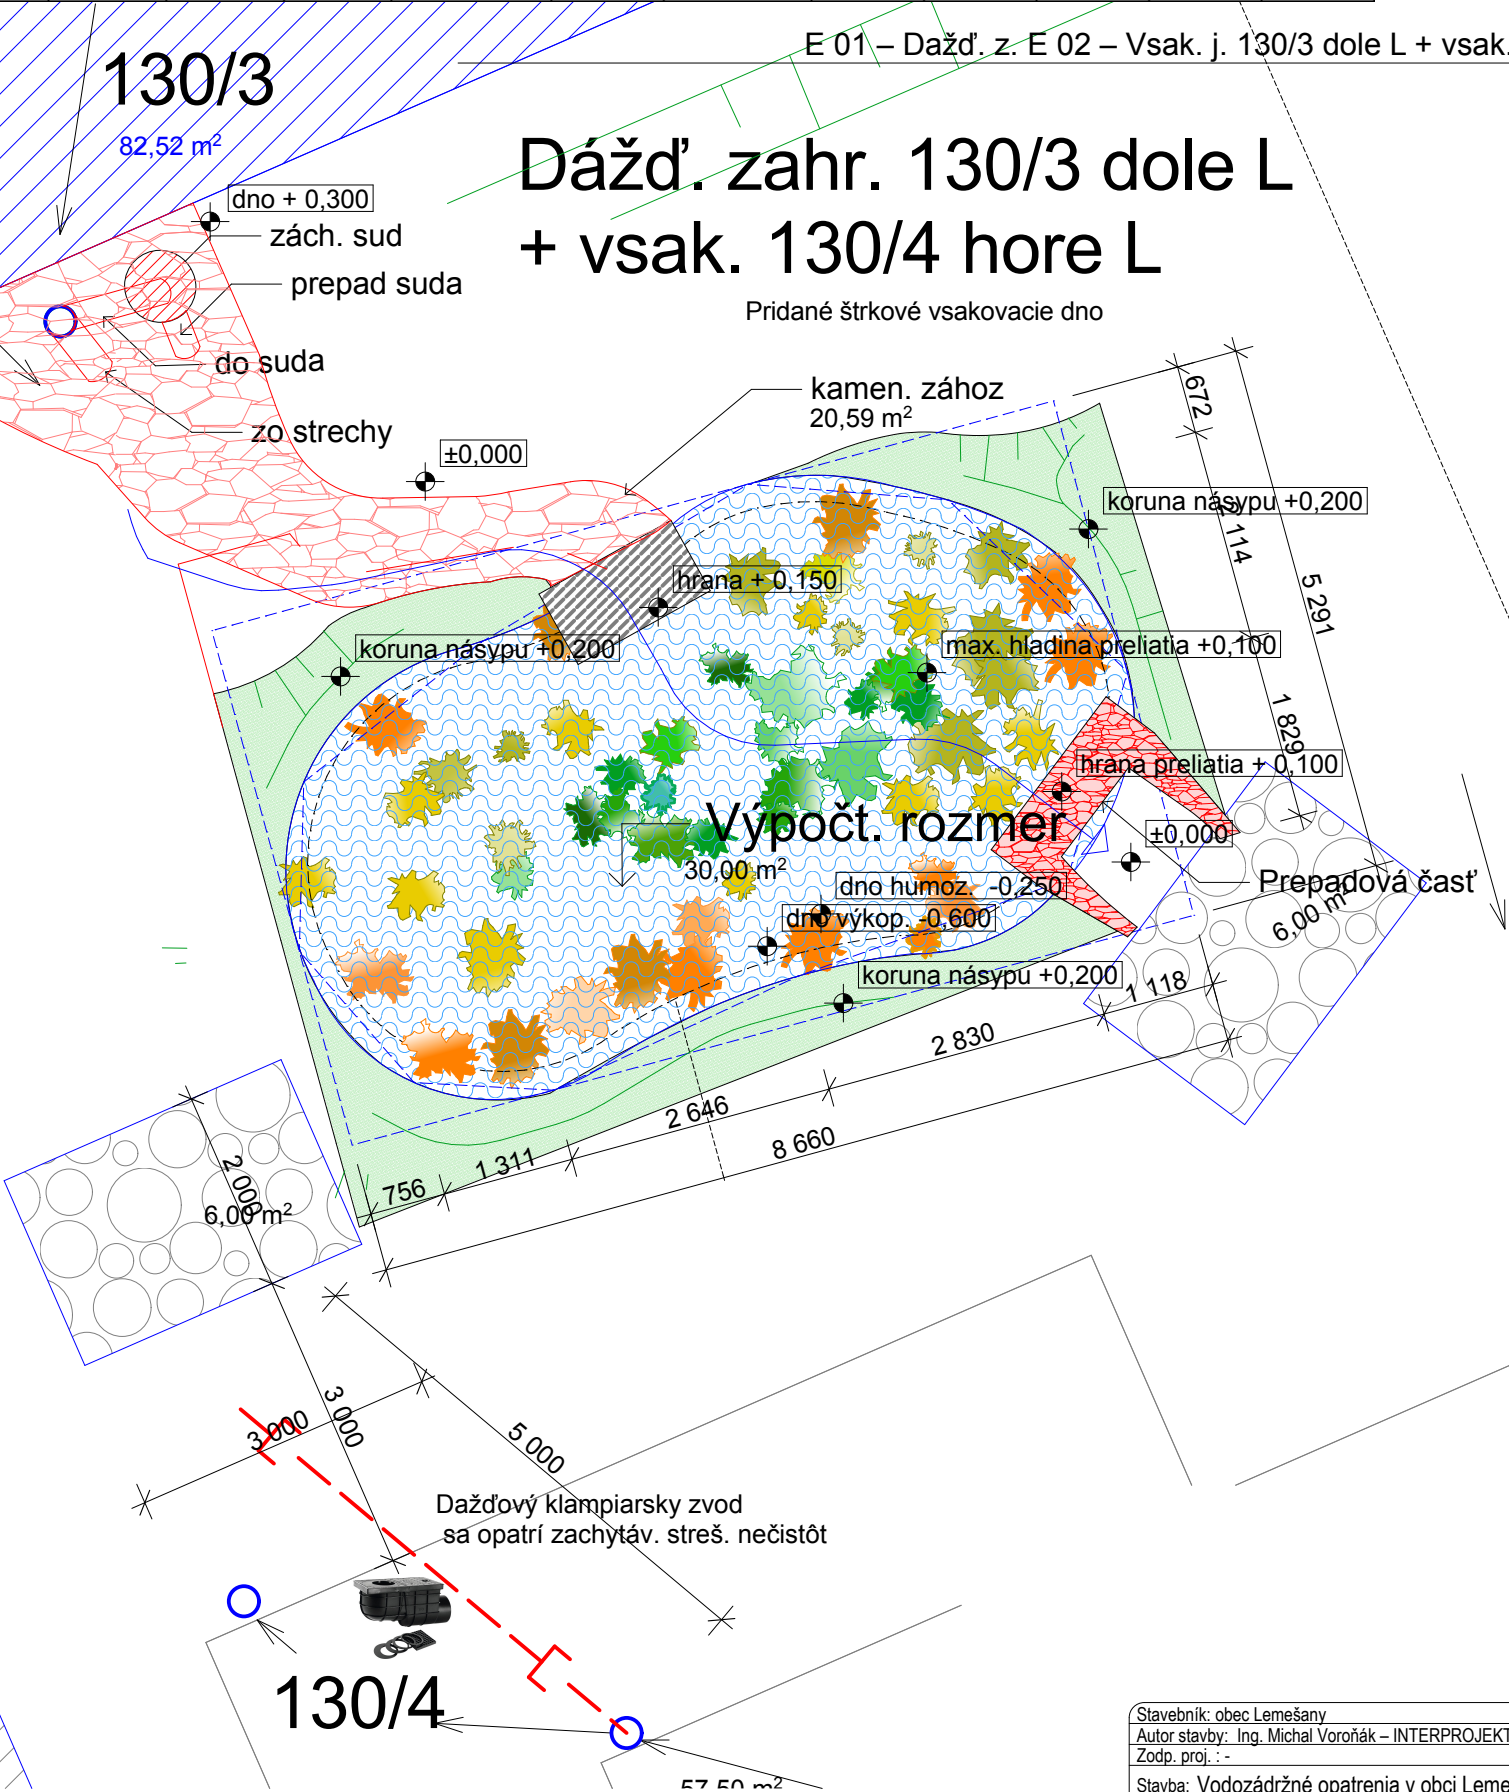 E 01 – Dažď. z. E 02 – Vsak. j. 130/3 dole L + vsak.
130/3
82,52 m²
Dážď. zahr. 130/3 dole L
+ vsak. 130/4 hore L
Pridané štrkové vsakovacie dno
dno + 0,300
zách. sud
prepad suda
do suda
zo strechy
kamen. zához
20,59 m²
±0,000
672
koruna násypu +0,200
2 114
5 291
hrana + 0,150
koruna násypu +0,200
max. hladina preliatia +0,100
1 829
hrana preliatia + 0,100
Výpočt. rozmer
30,00 m²
±0,000
dno humoz. -0,250
Prepadová časť
6,00 m²
dno výkop. -0,600
koruna násypu +0,200
1 118
2 830
2 646
8 660
1 311
756
2 000
6,00 m²
3 000
3 000
5 000
Dažďový klampiarsky zvod
sa opatrí zachytáv. streš. nečistôt
130/4
57,50 m²
Stavebník: obec Lemešany
Autor stavby: Ing. Michal Voroňák – INTERPROJEKT
Zodp. proj. : -
Stavba: Vodozádržné opatrenia v obci Leme